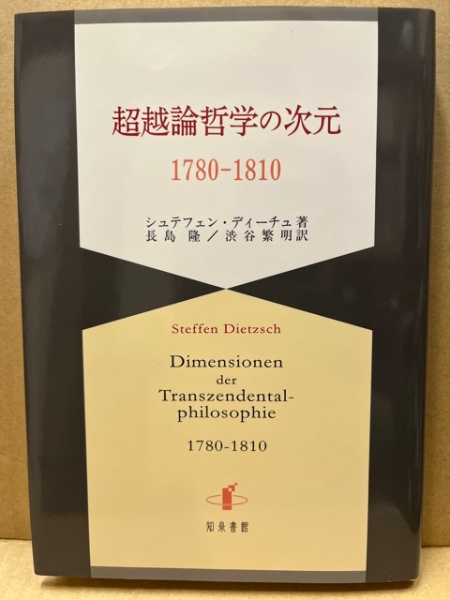 超越論哲学の次元
1780-1810
シュテフェン・ディーチュ著
長島 隆／渋谷繁明訳
Steffen Dietzsch
Dimensionen
der
Transzendental-
philosophie
1780-1810
知泉書館